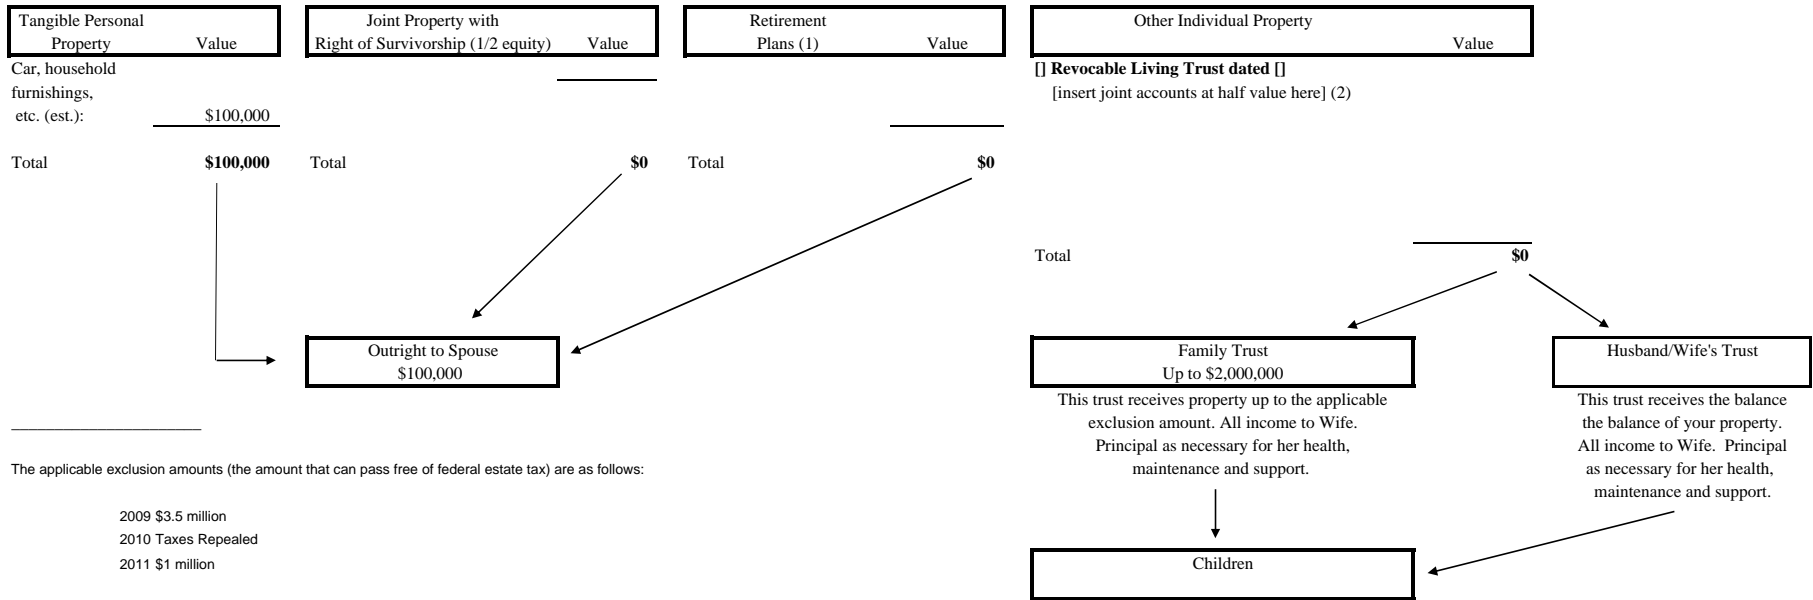 Tangible Personal
Property Value
Joint Property with
Right of Survivorship (1/2 equity) Value
Retirement
Plans (1) Value
Other Individual Property
Value
Car, household
furnishings,
etc. (est.): $100,000
Total $100,000
Total $0
Total $0
[] Revocable Living Trust dated []
[insert joint accounts at half value here] (2)
Total $0
Outright to Spouse
$100,000
Family Trust
Up to $2,000,000
This trust receives property up to the applicable
exclusion amount. All income to Wife.
Principal as necessary for her health,
maintenance and support.
Husband/Wife's Trust
This trust receives the balance
the balance of your property.
All income to Wife. Principal
as necessary for her health,
maintenance and support.
Children
The applicable exclusion amounts (the amount that can pass free of federal estate tax) are as follows:
2009 $3.5 million
2010 Taxes Repealed
2011 $1 million